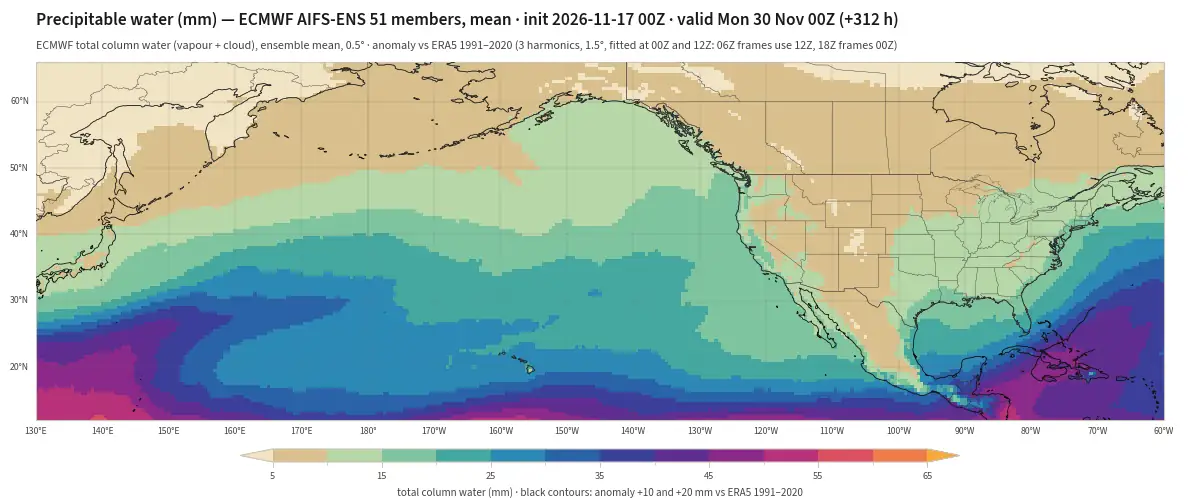 Precipitable water (mm) — ECMWF AIFS-ENS 51 members, mean · init 2026-11-17 00Z · valid Mon 30 Nov 00Z (+312 h)
ECMWF total column water (vapour + cloud), ensemble mean, 0.5° · anomaly vs ERA5 1991–2020 (3 harmonics, 1.5°, fitted at 00Z and 12Z: 06Z frames use 12Z, 18Z frames 00Z)
60°N
50°N
40°N
30°N
20°N
130°E 140°E 150°E 160°E 170°E 180° 170°W 160°W 150°W 140°W 130°W 120°W 110°W 100°W 90°W 80°W 70°W 60°W
5 15 25 35 45 55 65
total column water (mm) · black contours: anomaly +10 and +20 mm vs ERA5 1991–2020